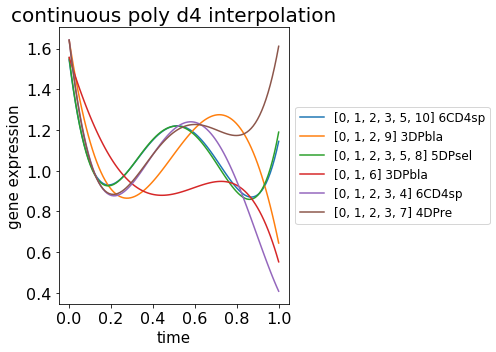 continuous poly d4 interpolation
gene expression
1.6
1.4
1.2
1.0
0.8
0.6
0.4
0.0 0.2 0.4 0.6 0.8 1.0
time
[0, 1, 2, 3, 5, 10] 6CD4sp
[0, 1, 2, 9] 3DPbla
[0, 1, 2, 3, 5, 8] 5DPsel
[0, 1, 6] 3DPbla
[0, 1, 2, 3, 4] 6CD4sp
[0, 1, 2, 3, 7] 4DPre